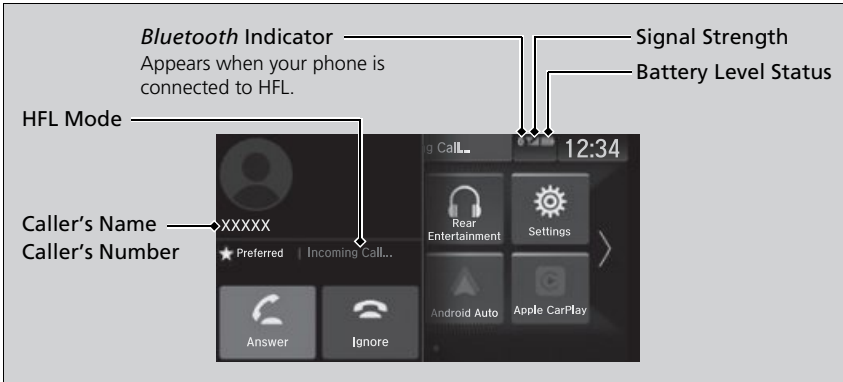 Bluetooth Indicator
Appears when your phone is
connected to HFL.
Signal Strength
Battery Level Status
HFL Mode
Caller's Name
Caller's Number
g Call...
12:34
XXXXX
Preferred | Incoming Call...
Answer
Ignore
Rear
Entertainment
Settings
Android Auto
Apple CarPlay